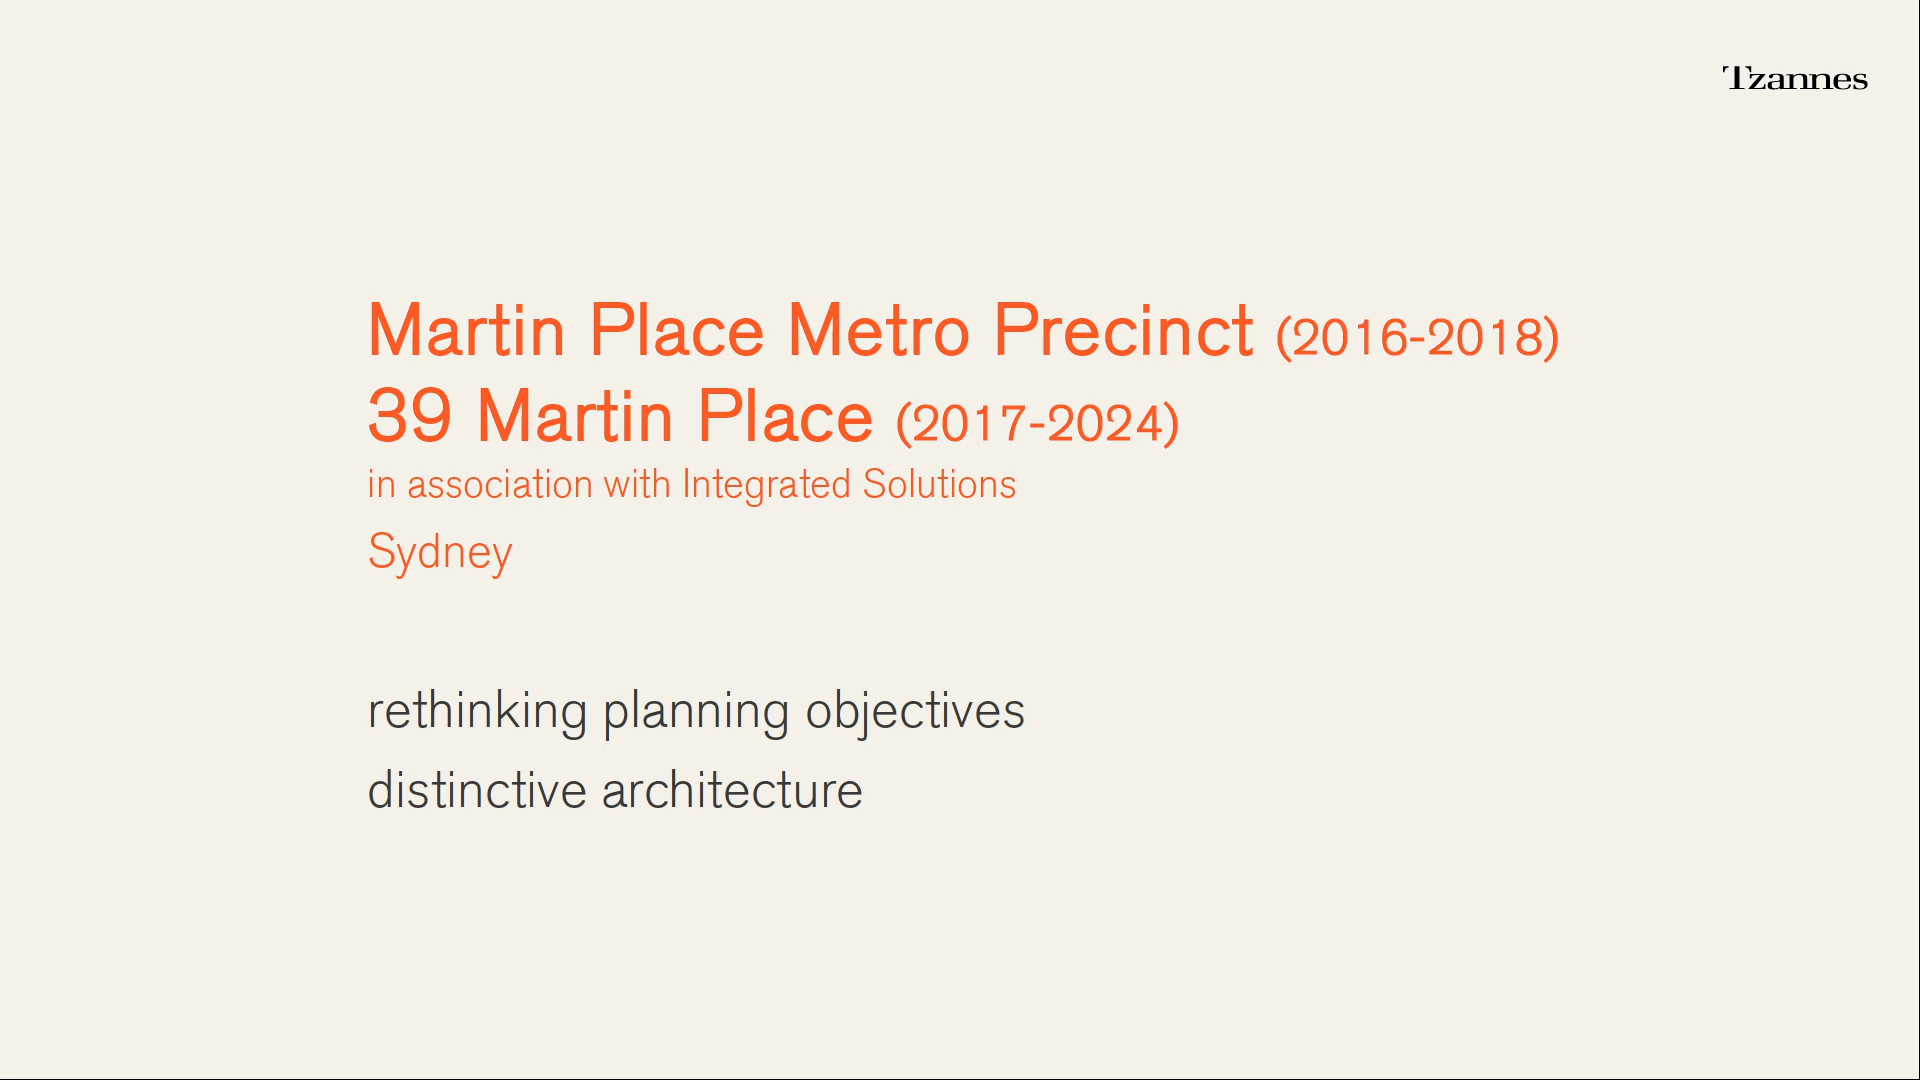 Tzannes
Martin Place Metro Precinct (2016-2018)
39 Martin Place (2017-2024)
in association with Integrated Solutions
Sydney
rethinking planning objectives
distinctive architecture